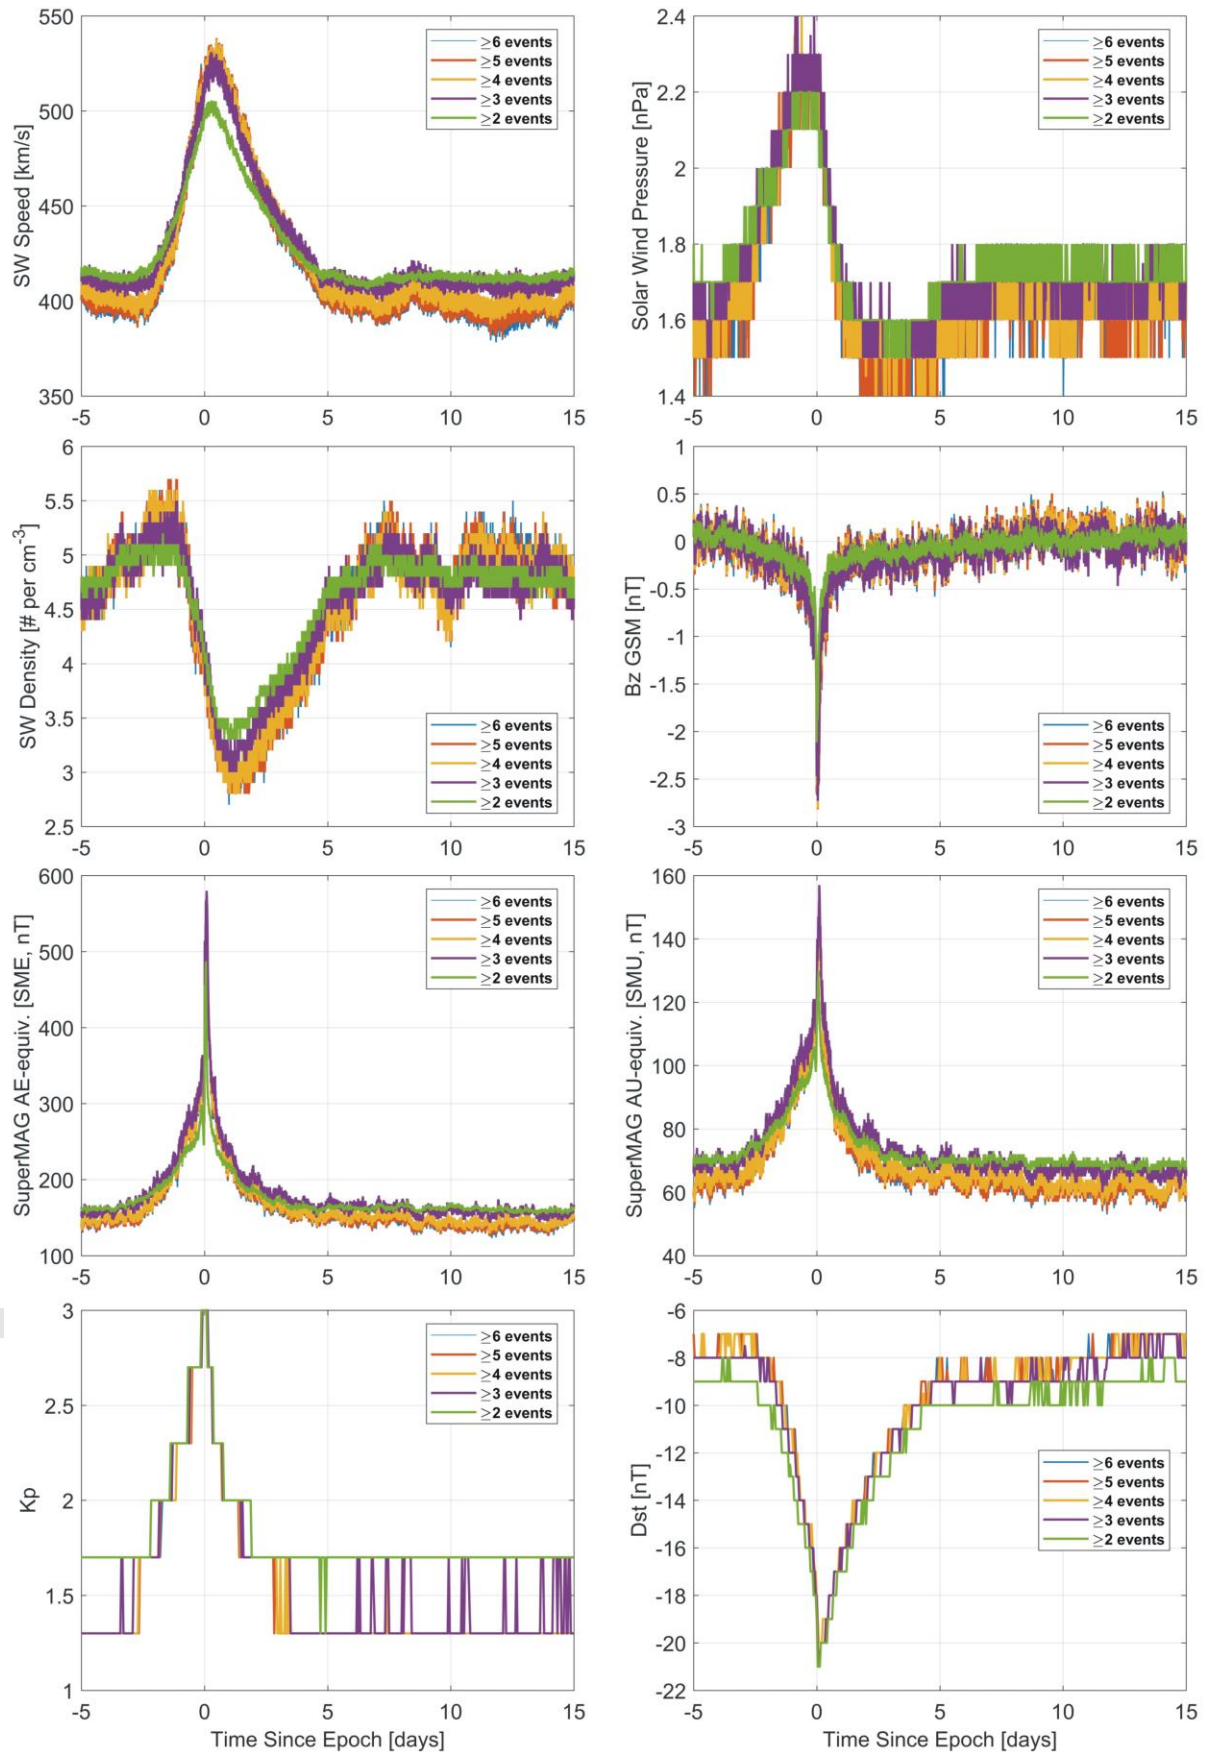 550
500
450
400
350
SW Speed [km/s]
-5 0 5 10 15
≥6 events
≥5 events
≥4 events
≥3 events
≥2 events
2.4
2.2
2
1.8
1.6
1.4
Solar Wind Pressure [nPa]
-5 0 5 10 15
≥6 events
≥5 events
≥4 events
≥3 events
≥2 events
6
5.5
5
4.5
4
3.5
3
2.5
SW Density [# per cm-3]
-5 0 5 10 15
≥6 events
≥5 events
≥4 events
≥3 events
≥2 events
1
0.5
0
-0.5
-1
-1.5
-2
-2.5
-3
Bz GSM [nT]
-5 0 5 10 15
≥6 events
≥5 events
≥4 events
≥3 events
≥2 events
600
500
400
300
200
100
SuperMAG AE-equiv. [SME, nT]
-5 0 5 10 15
≥6 events
≥5 events
≥4 events
≥3 events
≥2 events
160
140
120
100
80
60
40
SuperMAG AU-equiv. [SMU, nT]
-5 0 5 10 15
≥6 events
≥5 events
≥4 events
≥3 events
≥2 events
3
2.5
2
1.5
1
Kp
-5 0 5 10 15
Time Since Epoch [days]
≥6 events
≥5 events
≥4 events
≥3 events
≥2 events
-6
-8
-10
-12
-14
-16
-18
-20
-22
Dst [nT]
-5 0 5 10 15
Time Since Epoch [days]
≥6 events
≥5 events
≥4 events
≥3 events
≥2 events